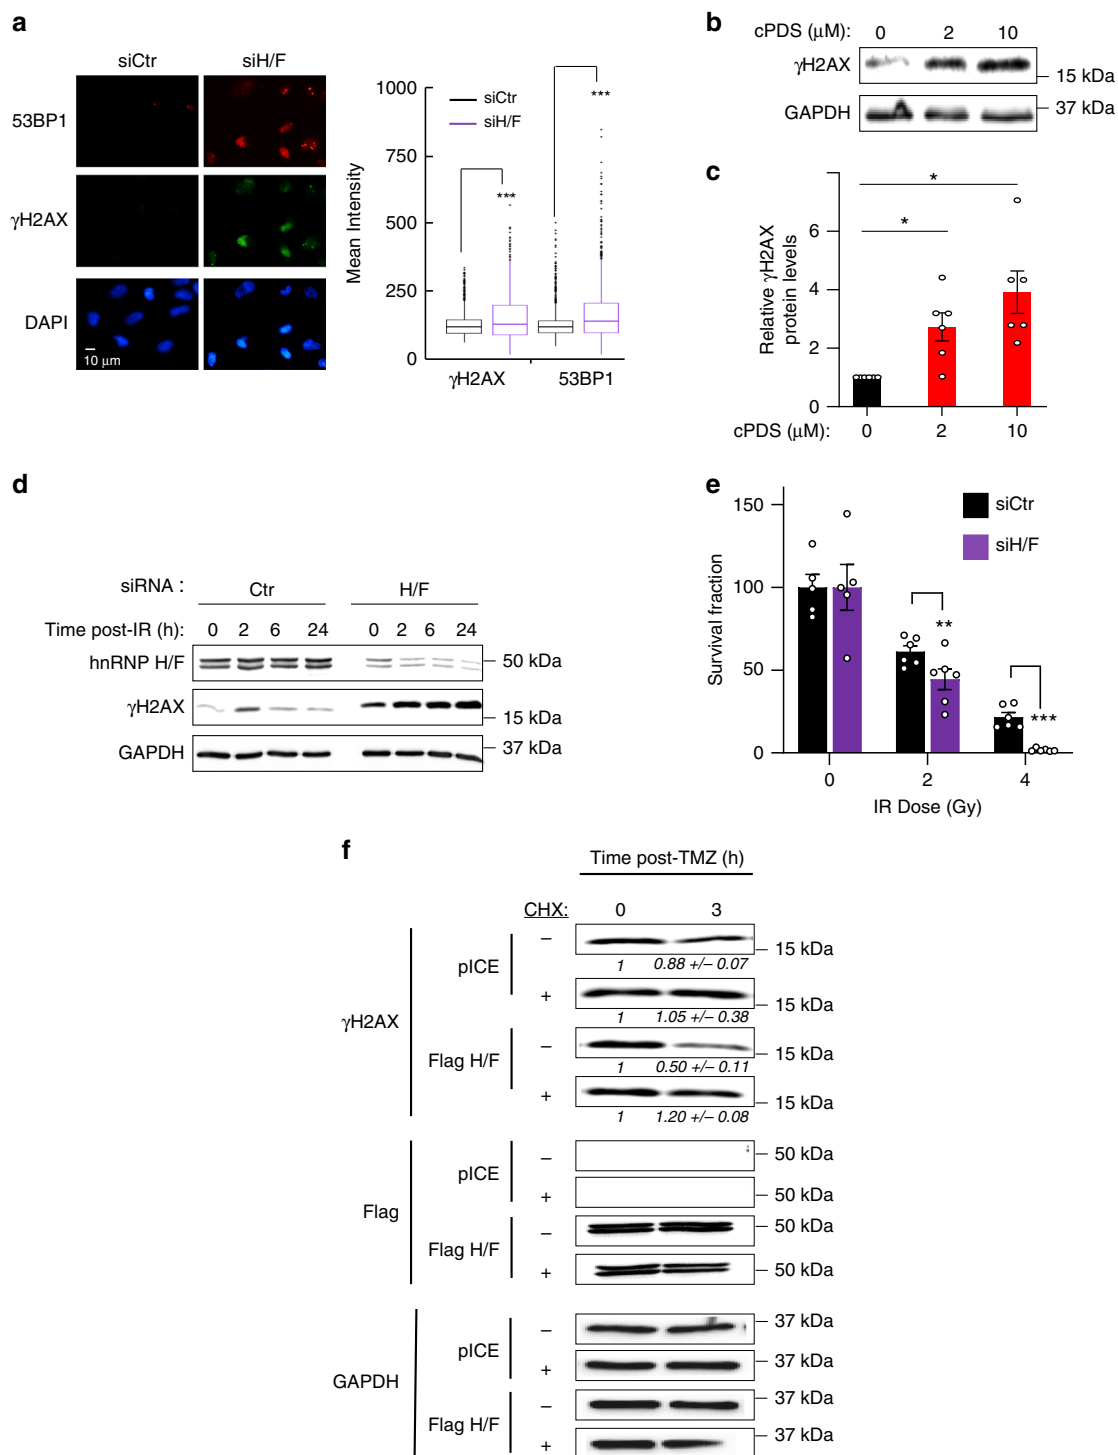 a
siCtr
siH/F
53BP1
γH2AX
DAPI
10 μm
1000
750
500
250
0
Mean Intensity
siCtr
siH/F
***
***
γH2AX
53BP1
b
cPDS (μM):
0
2
10
γH2AX
15 kDa
GAPDH
37 kDa
c
*
*
6
4
2
0
Relative γH2AX
protein levels
cPDS (μM):
0
2
10
d
siRNA :
Ctr
H/F
Time post-IR (h):
0 2 6 24 0 2 6 24
hnRNP H/F
50 kDa
γH2AX
15 kDa
GAPDH
37 kDa
e
150
100
50
0
Survival fraction
siCtr
siH/F
**
***
0
2
4
IR Dose (Gy)
f
Time post-TMZ (h)
CHX:
0
3
γH2AX
pICE
–
15 kDa
1 0.88 +/– 0.07
+
15 kDa
1 1.05 +/– 0.38
Flag H/F
–
15 kDa
1 0.50 +/– 0.11
+
15 kDa
1 1.20 +/– 0.08
Flag
pICE
–
50 kDa
+
50 kDa
Flag H/F
–
50 kDa
+
50 kDa
GAPDH
pICE
–
37 kDa
+
37 kDa
Flag H/F
–
37 kDa
+
37 kDa